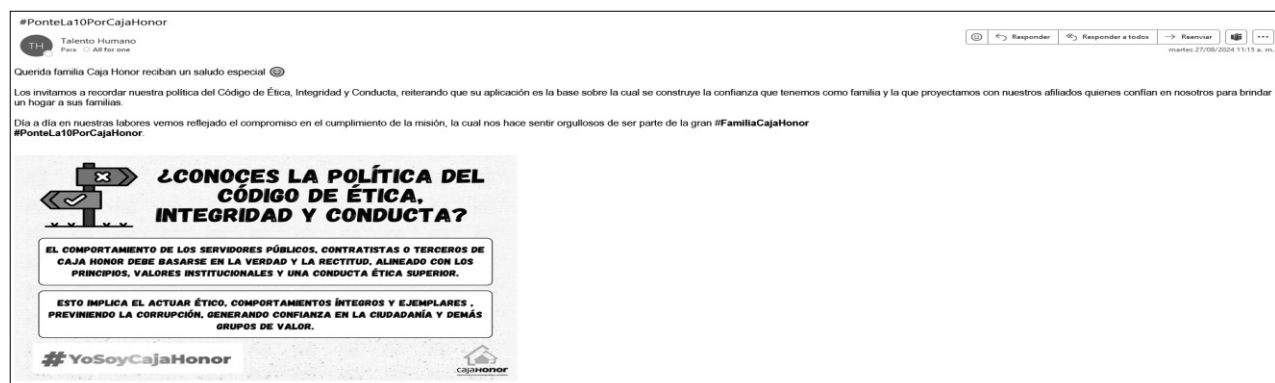 #PonteLa10PorCajaHonor
TH
Talento Humano
Para All for one
Responder
Responder a todos
Reenviar
martes 27/08/2024 11:15 a. m.
Querida familia Caja Honor reciban un saludo especial
Los invitamos a recordar nuestra política del Código de Ética, Integridad y Conducta, reiterando que su aplicación es la base sobre la cual se construye la confianza que tenemos como familia y la que proyectamos con nuestros afiliados quienes confían en nosotros para brindar
un hogar a sus familias.
Día a día en nuestras labores vemos reflejado el compromiso en el cumplimiento de la misión, la cual nos hace sentir orgullosos de ser parte de la gran #FamiliaCajaHonor
#PonteLa10PorCajaHonor.
¿CONOCES LA POLÍTICA DEL
CÓDIGO DE ÉTICA,
INTEGRIDAD Y CONDUCTA?
EL COMPORTAMIENTO DE LOS SERVIDORES PÚBLICOS, CONTRATISTAS O TERCEROS DE
CAJA HONOR DEBE BASARSE EN LA VERDAD Y LA RECTITUD, ALINEADO CON LOS
PRINCIPIOS, VALORES INSTITUCIONALES Y UNA CONDUCTA ÉTICA SUPERIOR.
ESTO IMPLICA EL ACTUAR ÉTICO, COMPORTAMIENTOS ÍNTEGROS Y EJEMPLARES ,
PREVINIENDO LA CORRUPCIÓN, GENERANDO CONFIANZA EN LA CIUDADANÍA Y DEMÁS
GRUPOS DE VALOR.
#YoSoyCajaHonor
cajaHONOR